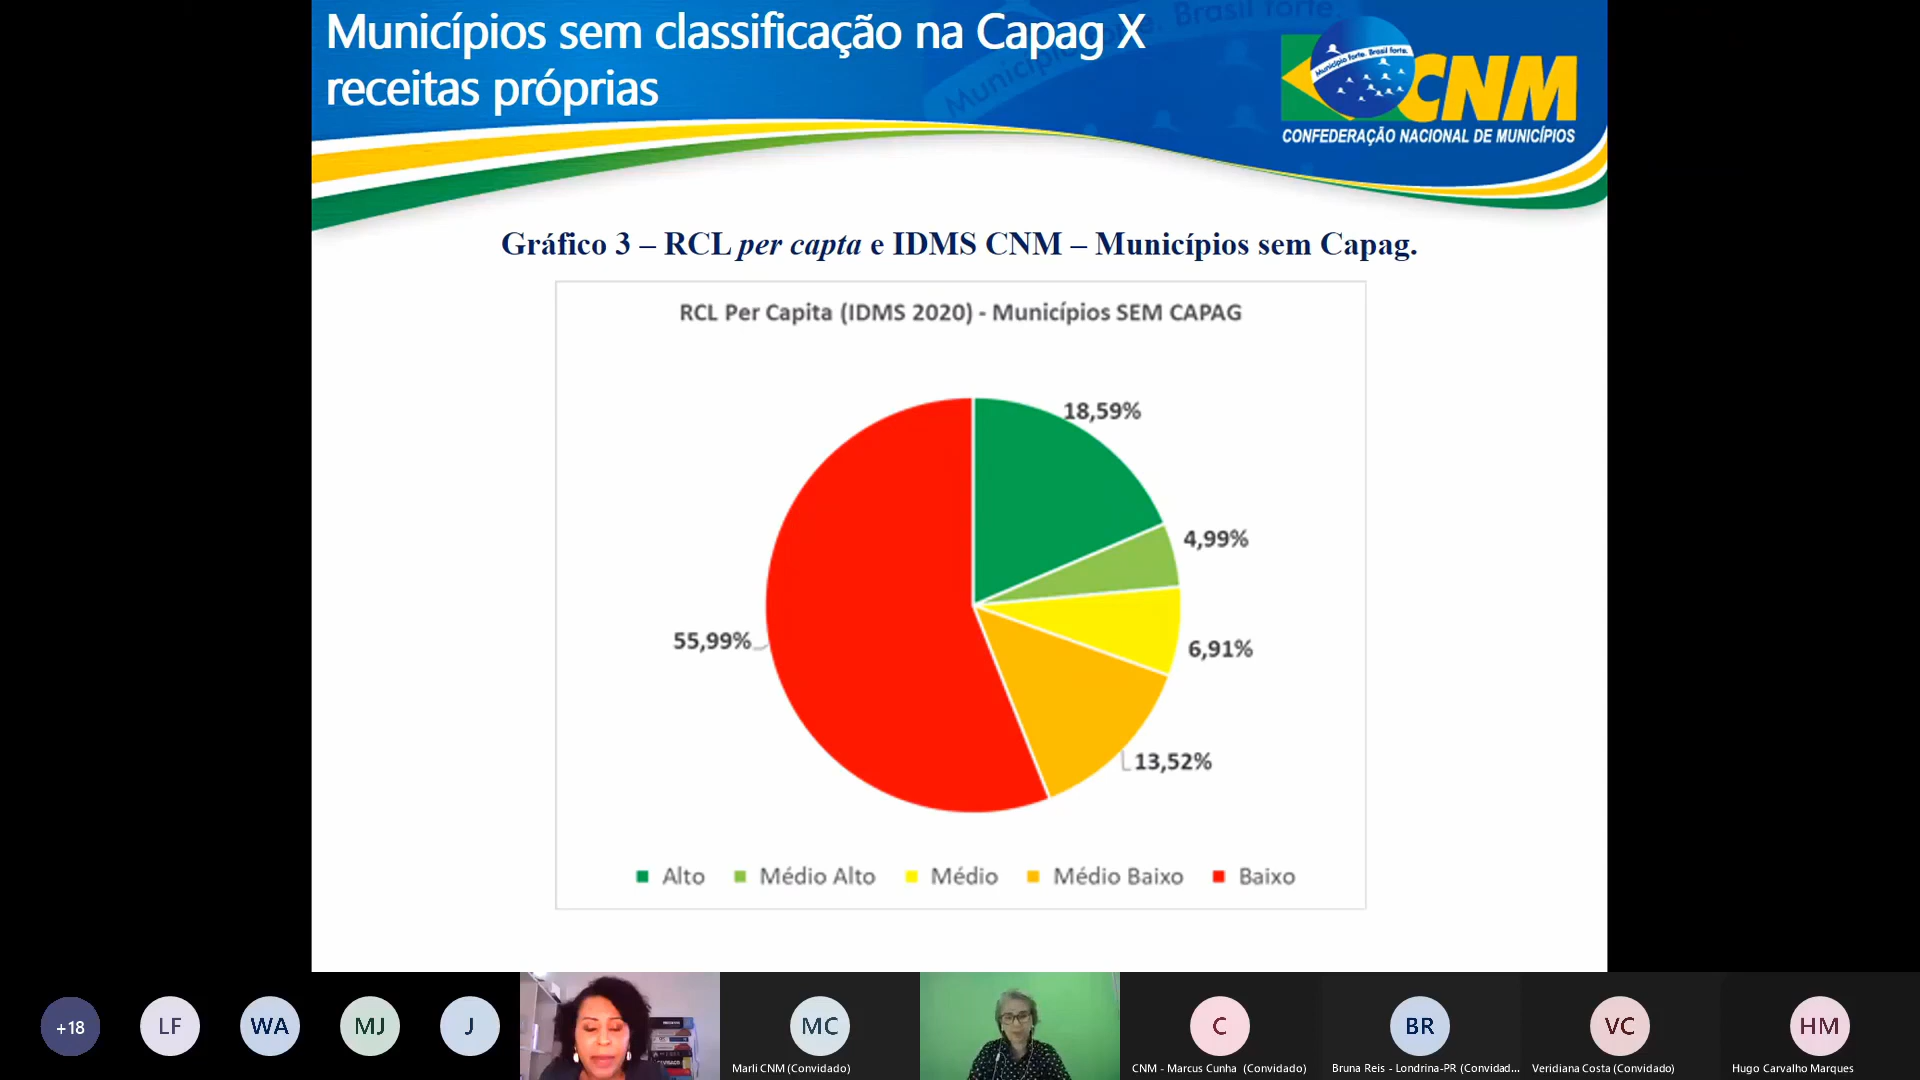 Municípios sem classificação na Capag X
receitas próprias
Município forte. Brasil forte.
CNM
CONFEDERAÇÃO NACIONAL DE MUNICÍPIOS
Gráfico 3 – RCL per capta e IDMS CNM – Municípios sem Capag.
RCL Per Capita (IDMS 2020) - Municípios SEM CAPAG
18,59%
4,99%
55,99%
6,91%
13,52%
Alto Médio Alto Médio Médio Baixo Baixo
+18 LF WA MJ J MC C BR VC HM
Marli CNM (Convidado) CNM - Marcus Cunha (Convidado) Bruna Reis - Londrina-PR (Convidad... Veridiana Costa (Convidado) Hugo Carvalho Marques